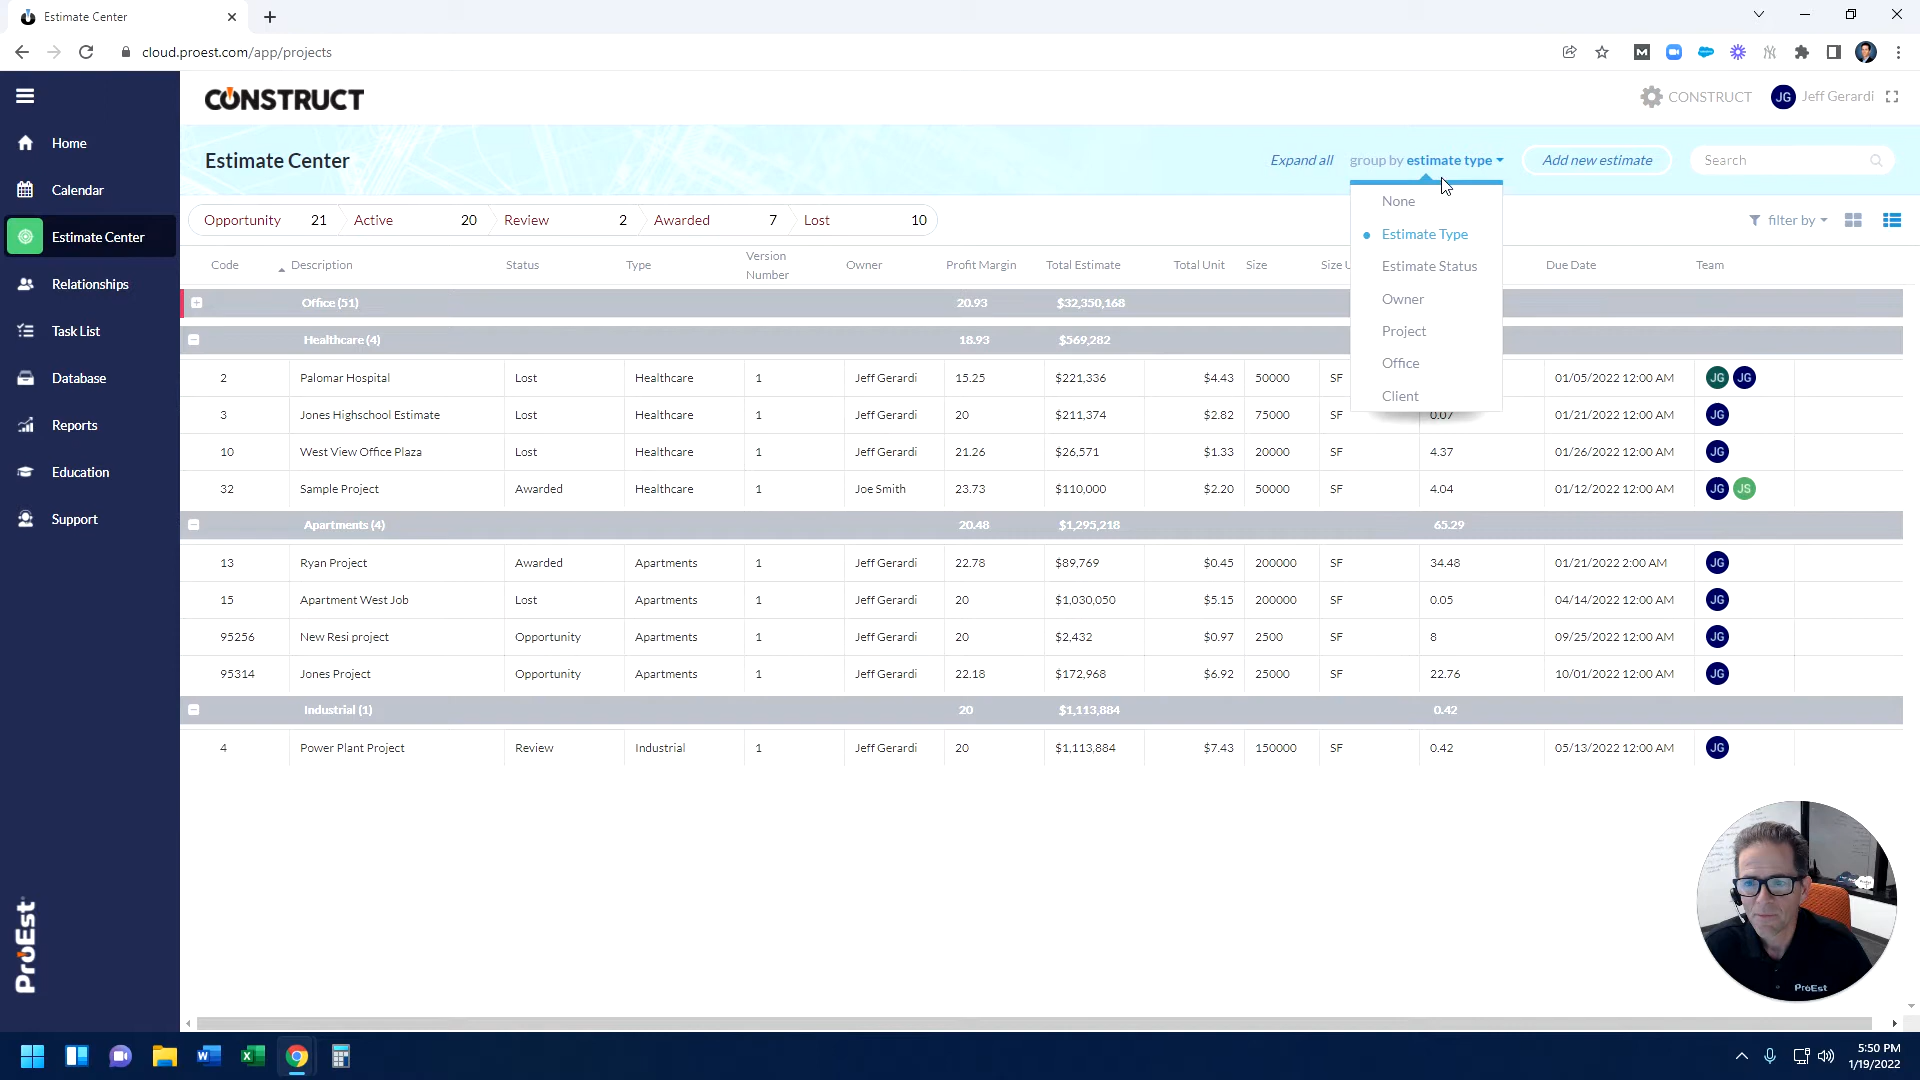 Estimate Center
cloud.proest.com/app/projects
CONSTRUCT
CONSTRUCT
JG
Jeff Gerardi
Home
Calendar
Estimate Center
Relationships
Task List
Database
Reports
Education
Support
ProEst
Estimate Center
Expand all
group by estimate type
Add new estimate
Search
None
Estimate Type
Estimate Status
Owner
Project
Office
Client
Opportunity 21 Active 20 Review 2 Awarded 7 Lost 10
filter by
Code Description Status Type Version Number Owner Profit Margin Total Estimate Total Unit Size Size U Due Date Team
Office (51) 20.93 $32,350,168
Healthcare (4) 18.93 $569,282
2 Palomar Hospital Lost Healthcare 1 Jeff Gerardi 15.25 $221,336 $4.43 50000 SF 01/05/2022 12:00 AM JG JG
3 Jones Highschool Estimate Lost Healthcare 1 Jeff Gerardi 20 $211,374 $2.82 75000 SF 0.07 01/21/2022 12:00 AM JG
10 West View Office Plaza Lost Healthcare 1 Jeff Gerardi 21.26 $26,571 $1.33 20000 SF 4.37 01/26/2022 12:00 AM JG
32 Sample Project Awarded Healthcare 1 Joe Smith 23.73 $110,000 $2.20 50000 SF 4.04 01/12/2022 12:00 AM JG JS
Apartments (4) 20.48 $1,295,218 65.29
13 Ryan Project Awarded Apartments 1 Jeff Gerardi 22.78 $89,769 $0.45 200000 SF 34.48 01/21/2022 2:00 AM JG
15 Apartment West Job Lost Apartments 1 Jeff Gerardi 20 $1,030,050 $5.15 200000 SF 0.05 04/14/2022 12:00 AM JG
95256 New Resi project Opportunity Apartments 1 Jeff Gerardi 20 $2,432 $0.97 2500 SF 8 09/25/2022 12:00 AM JG
95314 Jones Project Opportunity Apartments 1 Jeff Gerardi 22.18 $172,968 $6.92 25000 SF 22.76 10/01/2022 12:00 AM JG
Industrial (1) 20 $1,113,884 0.42
4 Power Plant Project Review Industrial 1 Jeff Gerardi 20 $1,113,884 $7.43 150000 SF 0.42 05/13/2022 12:00 AM JG
ProEst
5:50 PM
1/19/2022